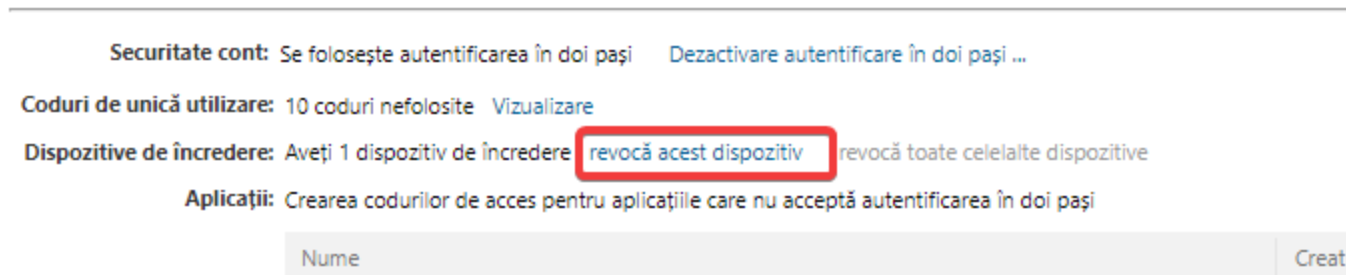 Securitate cont: Se folosește autentificarea în doi pași Dezactivare autentificare în doi pași ...
Coduri de unică utilizare: 10 coduri nefolosite Vizualizare
Dispozitive de încredere: Aveți 1 dispozitiv de încredere revocă acest dispozitiv revocă toate celelalte dispozitive
Aplicații: Crearea codurilor de acces pentru aplicațiile care nu acceptă autentificarea în doi pași
Nume Creat